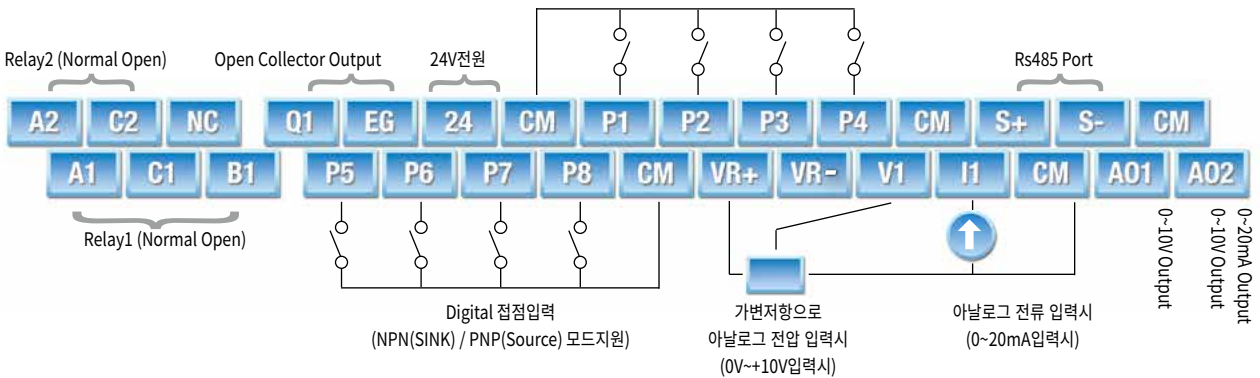 Relay2 (Normal Open)
Open Collector Output
24V전원
Rs485 Port
A2 C2 NC Q1 EG 24 CM P1 P2 P3 P4 CM S+ S- CM
A1 C1 B1 P5 P6 P7 P8 CM VR+ VR- V1 I1 CM AO1 AO2
Relay1 (Normal Open)
Digital 접점입력
(NPN(SINK) / PNP(Source) 모드지원)
가변저항으로
아날로그 전압 입력시
(0V~+10V입력시)
아날로그 전류 입력시
(0~20mA입력시)
0~10V Output
0~10V Output
0~20mA Output